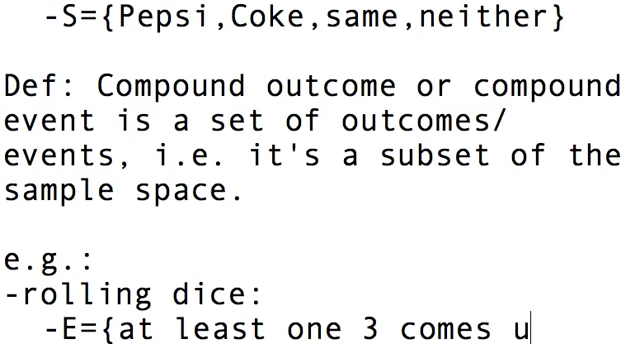 -S={Pepsi,Coke,same,neither}
Def: Compound outcome or compound
event is a set of outcomes/
events, i.e. it's a subset of the
sample space.
e.g.:
-rolling dice:
-E={at least one 3 comes u